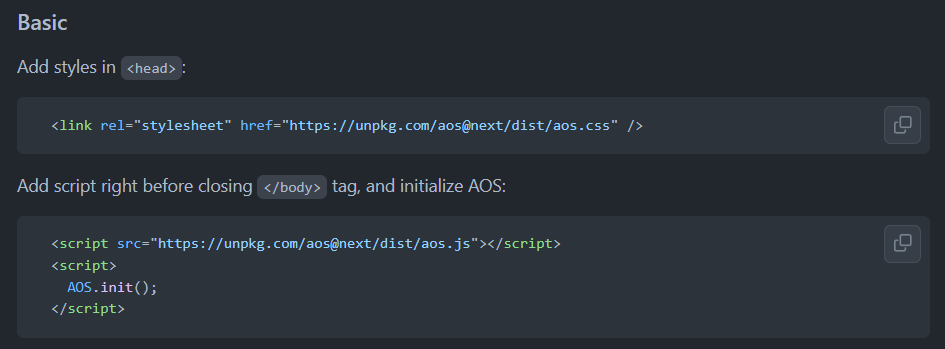 Basic
Add styles in <head>:
<link rel="stylesheet" href="https://unpkg.com/aos@next/dist/aos.css" />
Add script right before closing </body> tag, and initialize AOS:
<script src="https://unpkg.com/aos@next/dist/aos.js"></script>
<script>
  AOS.init();
</script>